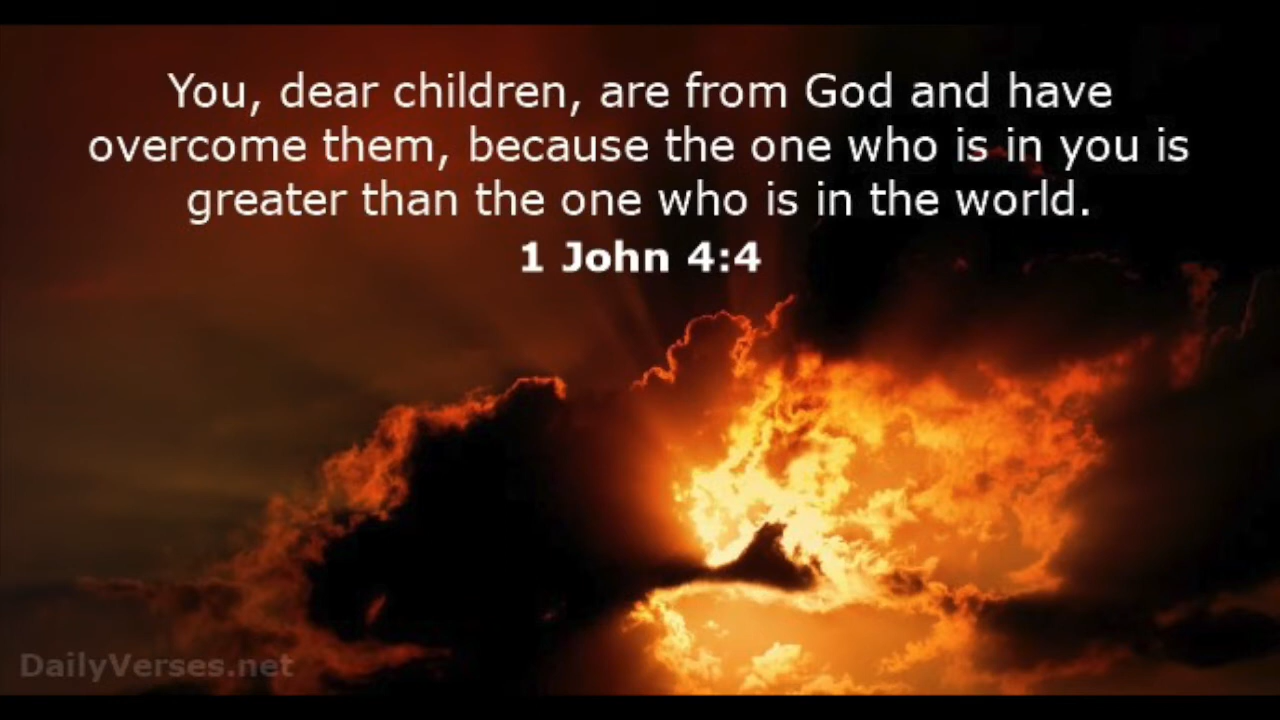 You, dear children, are from God and have
overcome them, because the one who is in you is
greater than the one who is in the world.
1 John 4:4
DailyVerses.net